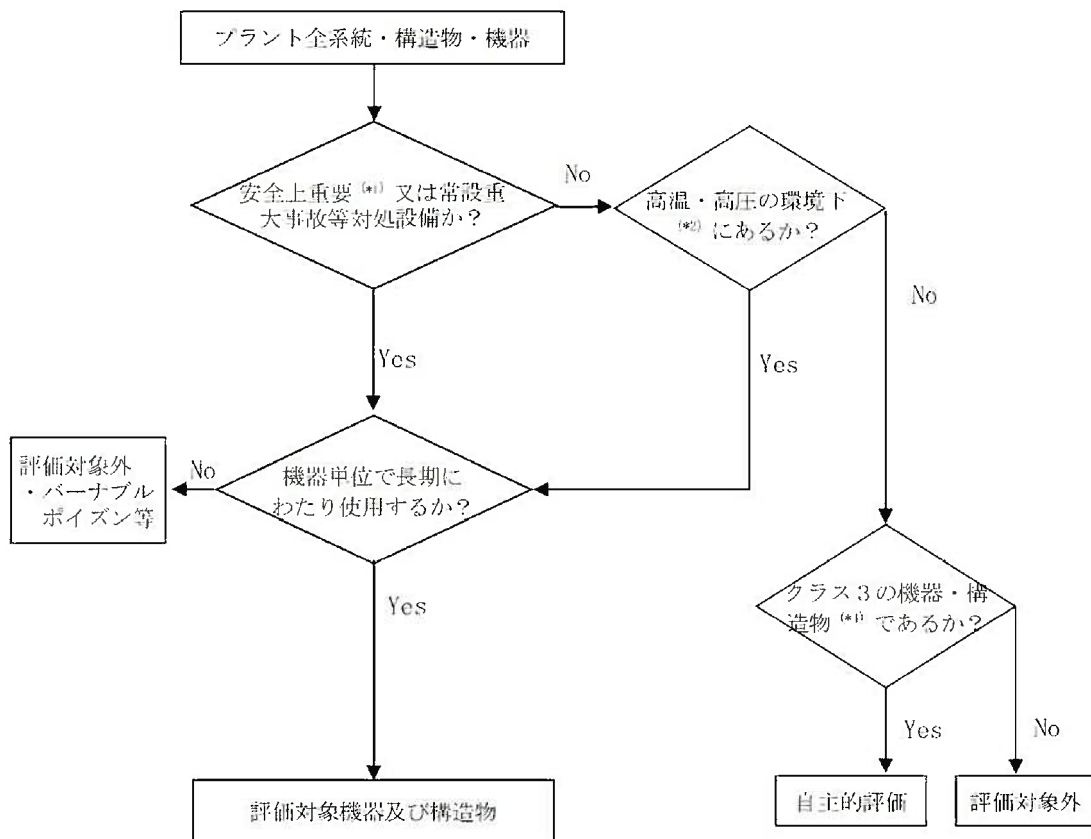 プラント全系統・構造物・機器
安全上重要(*1)又は常設重
大事故等対処設備か？
No
高温・高圧の環境下
(*2)にあるか？
No
Yes
Yes
評価対象外
・バーナブル
ポイズン等
No
機器単位で長期に
わたり使用するか？
Yes
クラス３の機器・構
造物(*1)であるか？
Yes
No
評価対象機器及び構造物
自主的評価
評価対象外